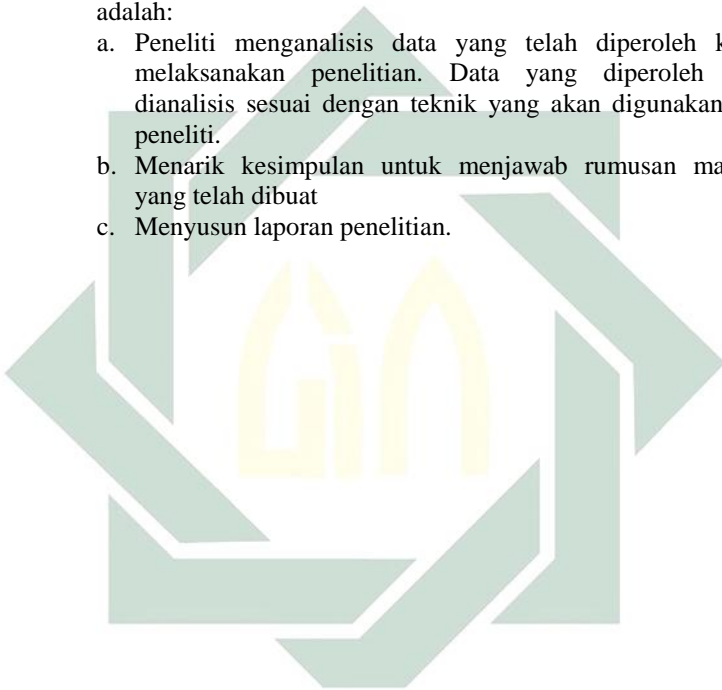 adalah:
a. Peneliti menganalisis data yang telah diperoleh
melaksanakan penelitian. Data yang diperoleh
dianalisis sesuai dengan teknik yang akan digunakan
peneliti.
b. Menarik kesimpulan untuk menjawab rumusan
yang telah dibuat
c. Menyusun laporan penelitian.